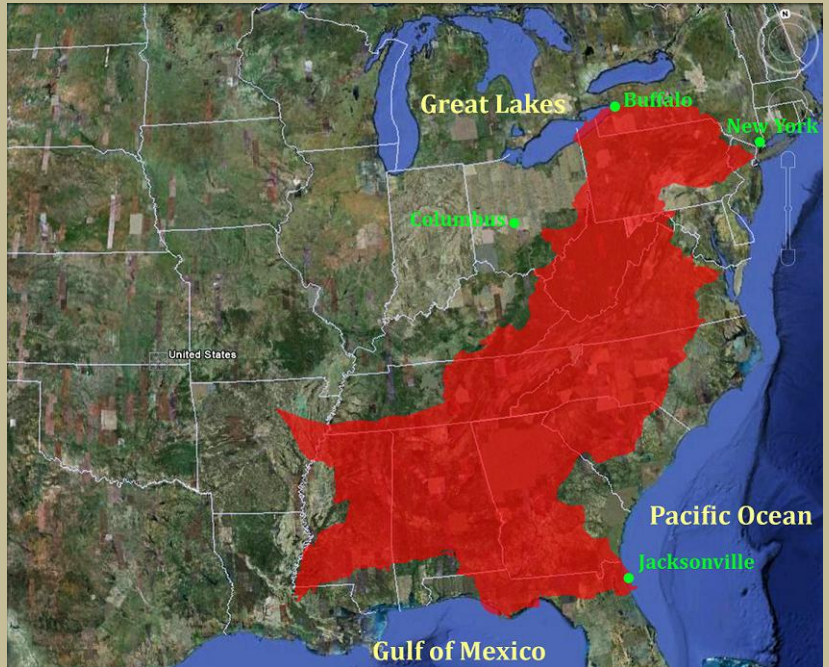 N
Great Lakes
Buffalo
New York
Columbus
United States
Pacific Ocean
Jacksonville
Gulf of Mexico